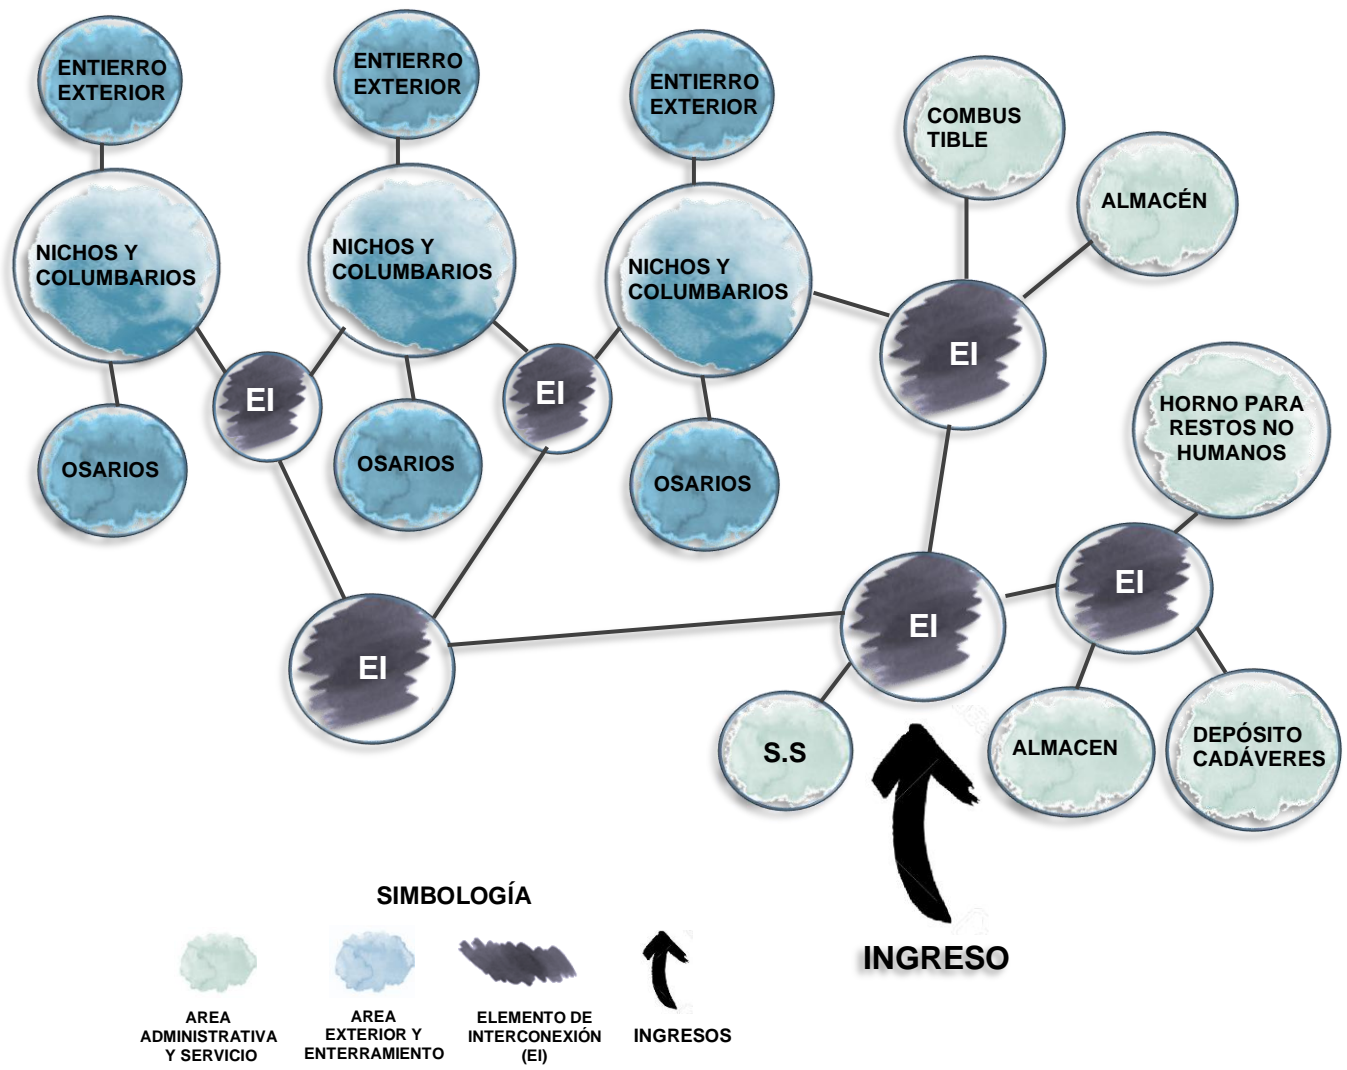 ENTIERRO
EXTERIOR
ENTIERRO
EXTERIOR
ENTIERRO
EXTERIOR
COMBUS
TIBLE
ALMACÉN
NICHOS Y
COLUMBARIOS
NICHOS Y
COLUMBARIOS
NICHOS Y
COLUMBARIOS
EI
EI
EI
HORNO PARA
RESTOS NO
HUMANOS
OSARIOS
OSARIOS
OSARIOS
EI
EI
EI
S.S
ALMACEN
DEPÓSITO
CADÁVERES
INGRESO
SIMBOLOGÍA
AREA
ADMINISTRATIVA
Y SERVICIO
AREA
EXTERIOR Y
ENTERRAMIENTO
ELEMENTO DE
INTERCONEXIÓN
(EI)
INGRESOS